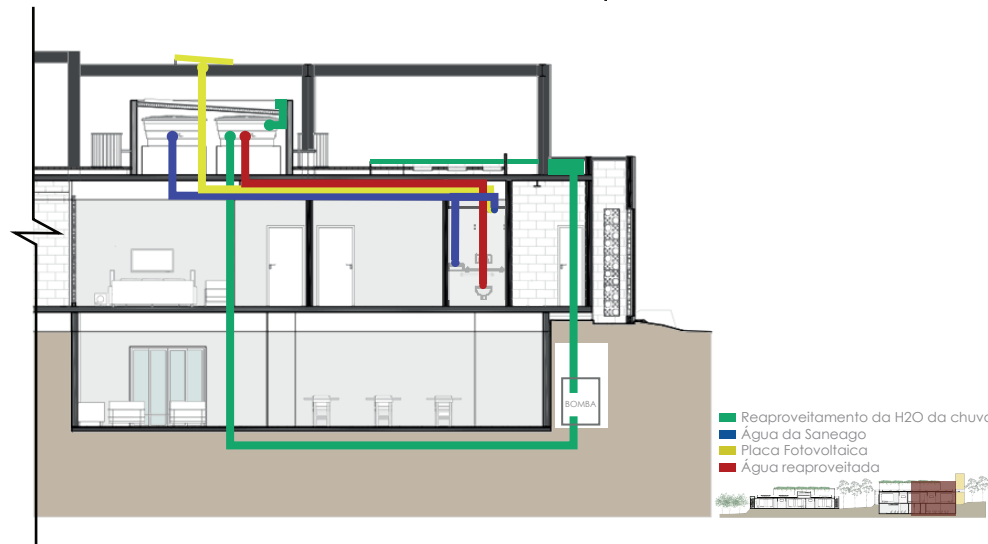 BOMBA
Reaproveitamento da H2O da chuva
Água da Saneago
Placa Fotovoltaica
Água reaproveitada